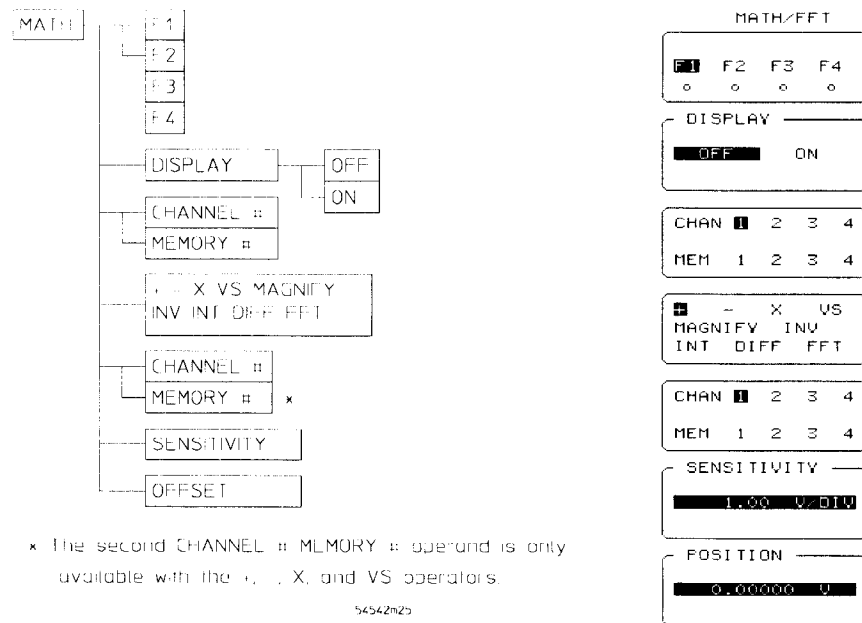 MATH
F1
F2
F3
F4
DISPLAY
OFF
ON
CHANNEL #
MEMORY #
+ - X VS MAGNIFY
INV INT DIFF FFT
CHANNEL #
MEMORY # *
SENSITIVITY
OFFSET
* The second CHANNEL # MEMORY # operand is only
available with the +, -, X, and VS operators.
54542m25
MATH/FFT
F1 F2 F3 F4
DISPLAY
OFF ON
CHAN 1 2 3 4
MEM 1 2 3 4
+ - X VS
MAGNIFY INV
INT DIFF FFT
CHAN 1 2 3 4
MEM 1 2 3 4
SENSITIVITY
1.00 V/DIV
POSITION
0.00000 V